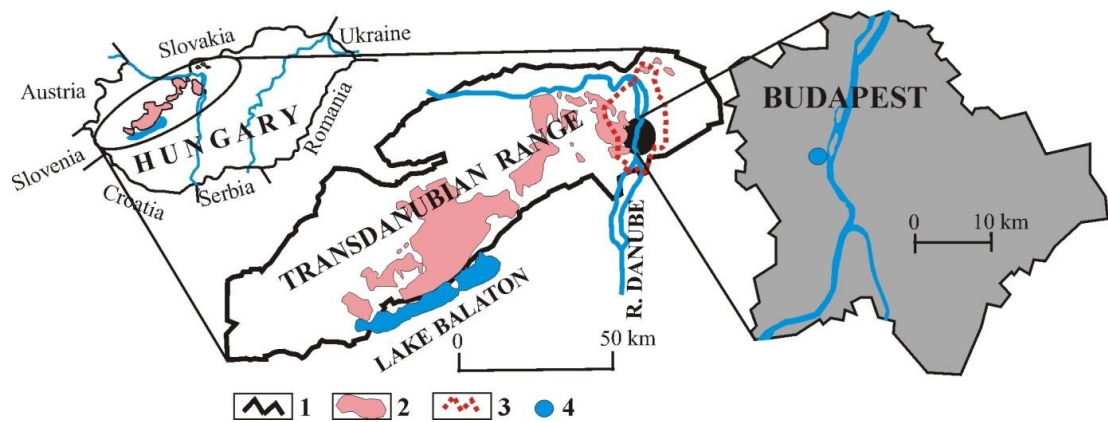 Slovakia
Ukraine
Austria
HUNGARY
Romania
Slovenia
Croatia
Serbia
TRANSDANUBIAN RANGE
LAKE BALATON
R. DANUBE
0 50 km
BUDAPEST
0 10 km
1 2 3 4